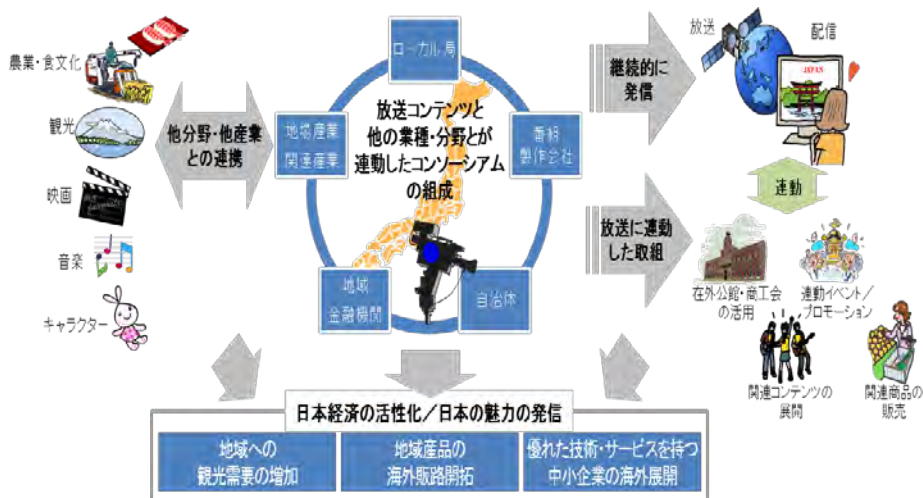 農業・食文化
観光
映画
音楽
キャラクター
他分野・他産業
との連携
ローカル局
地場産業
関連産業
番組
製作会社
地域
金融機関
自治体
放送コンテンツと
他の業種・分野とが
連動したコンソーシアム
の組成
継続的に
発信
放送に連動
した取組
放送
配信
JAPAN
連動
在外公館・商工会
の活用
連動イベント/
プロモーション
関連コンテンツの
展開
関連商品の
販売
日本経済の活性化/日本の魅力の発信
地域への
観光需要の増加
地域産品の
海外販路開拓
優れた技術・サービスを持つ
中小企業の海外展開